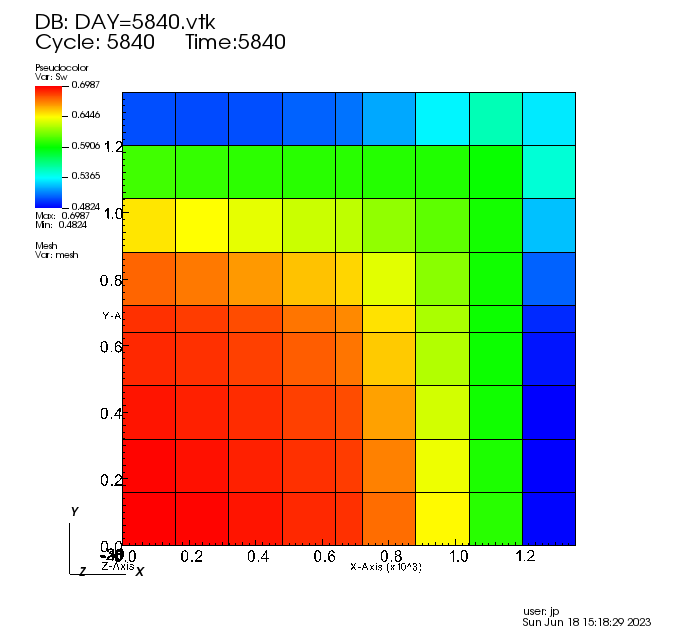 DB: DAY=5840.vtk
Cycle: 5840 Time:5840
Pseudocolor
Var: Sw
0.6987
0.6446
0.5906
0.5365
0.4824
Max: 0.6987
Min: 0.4824
Mesh
Var: mesh
1.2
1.0
0.8
Y-A
0.6
0.4
0.2
0.0
0.0 0.2 0.4 0.6 0.8 1.0 1.2
Z-Axis
X-Axis (x10^3)
Y
Z X
user: jp
Sun Jun 18 15:18:29 2023